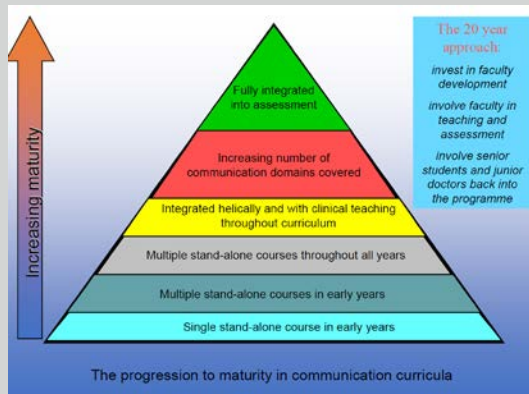 Increasing maturity
Fully integrated
into assessment
Increasing number of
communication domains covered
Integrated helically and with clinical teaching
throughout curriculum
Multiple stand-alone courses throughout all years
Multiple stand-alone courses in early years
Single stand-alone course in early years
The 20 year
approach:
invest in faculty
development
involve faculty in
teaching and
assessment
involve senior
students and junior
doctors back into
the programme
The progression to maturity in communication curricula